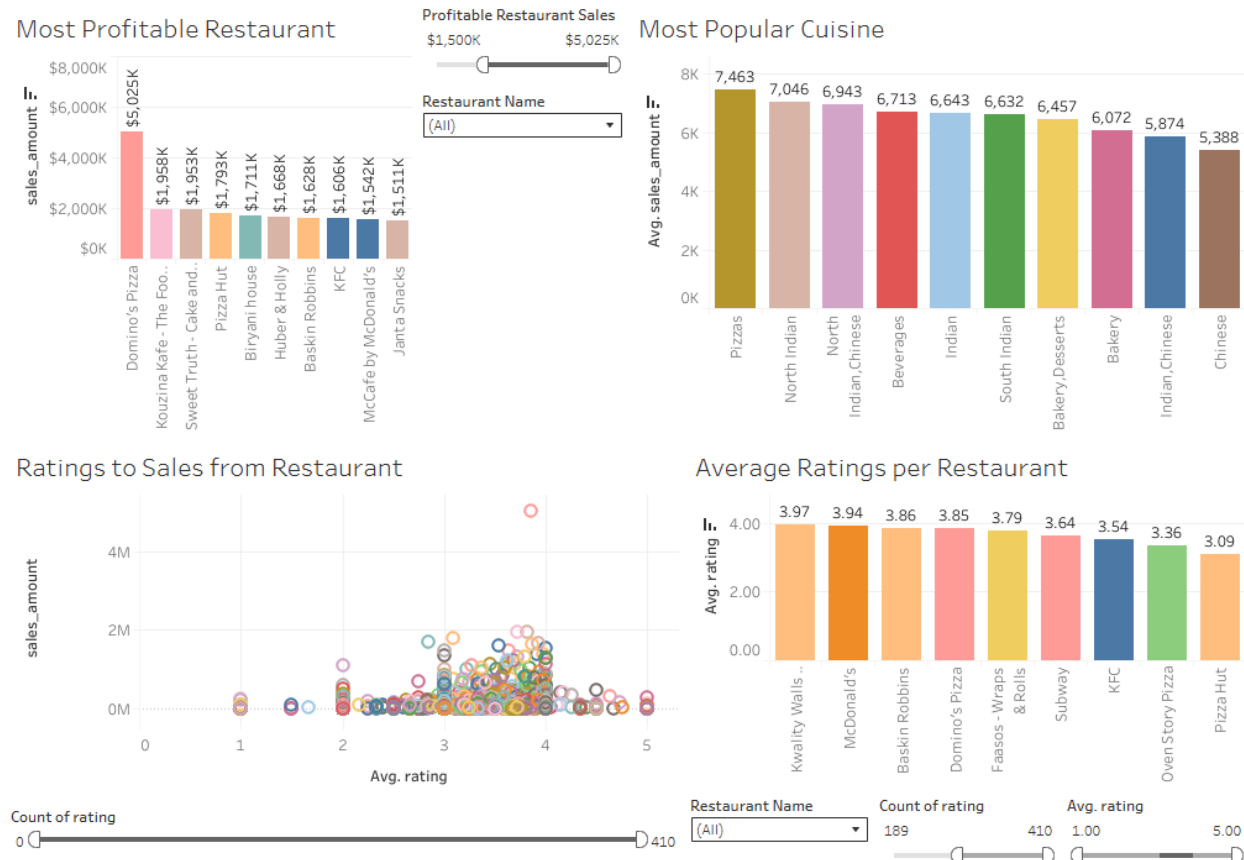 Most Profitable Restaurant
sales_amount
$8,000K
$6,000K
$4,000K
$2,000K
$0K
$5,025K
$1,958K
$1,953K
$1,793K
$1,711K
$1,668K
$1,628K
$1,606K
$1,542K
$1,511K
Domino's Pizza
Kouzina Kafe - The Foo..
Sweet Truth - Cake and..
Pizza Hut
Biryani house
Huber & Holly
Baskin Robbins
KFC
McCafe by McDonald's
Janta Snacks
Profitable Restaurant Sales
$1,500K $5,025K
Restaurant Name
(All)
Most Popular Cuisine
Avg. sales_amount
8K
6K
4K
2K
0K
7,463
7,046
6,943
6,713
6,643
6,632
6,457
6,072
5,874
5,388
Pizzas
North Indian
North
Indian,Chinese
Beverages
Indian
South Indian
Bakery,Desserts
Bakery
Indian,Chinese
Chinese
Ratings to Sales from Restaurant
sales_amount
4M
2M
0M
0 1 2 3 4 5
Avg. rating
Count of rating
0 410
Average Ratings per Restaurant
Avg. rating
4.00
2.00
0.00
3.97
3.94
3.86
3.85
3.79
3.64
3.54
3.36
3.09
Kwality Walls ..
McDonald's
Baskin Robbins
Domino's Pizza
Faasos - Wraps
& Rolls
Subway
KFC
Oven Story Pizza
Pizza Hut
Restaurant Name
(All)
Count of rating
189 410
Avg. rating
1.00 5.00